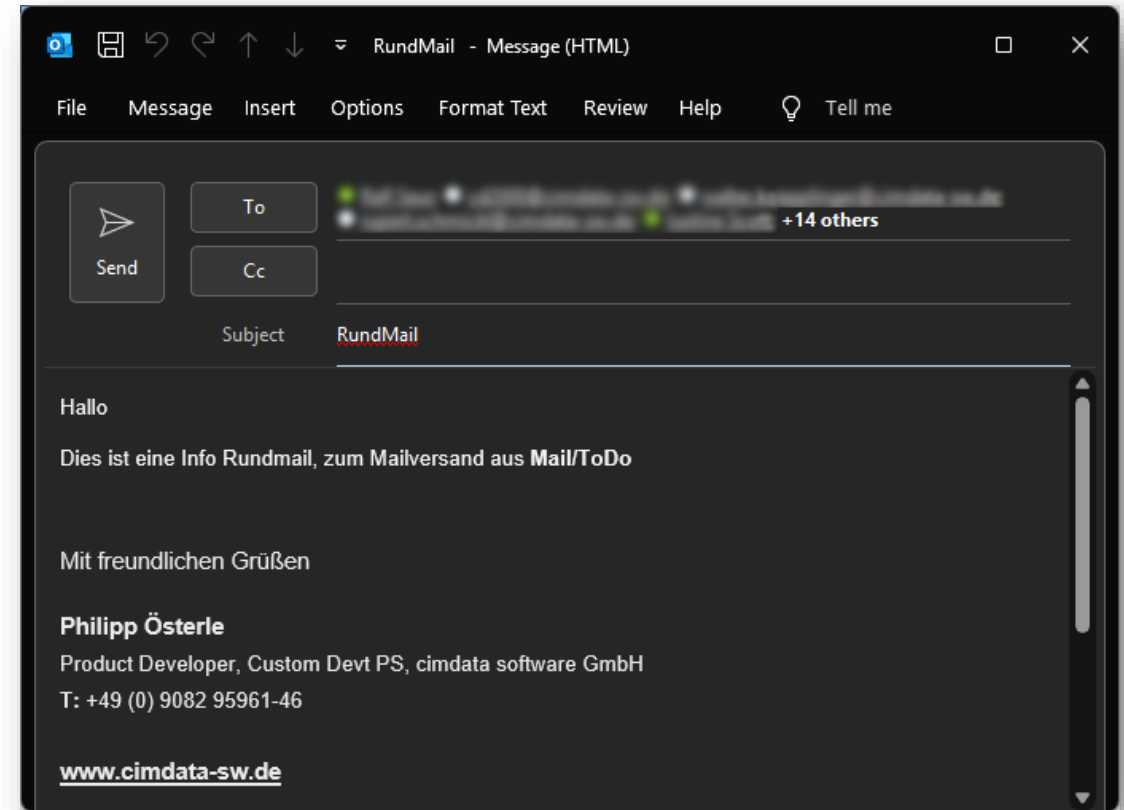 RundMail - Message (HTML)
File Message Insert Options Format Text Review Help Tell me
Send
To
+14 others
Cc
Subject RundMail
Hallo
Dies ist eine Info Rundmail, zum Mailversand aus Mail/ToDo
Mit freundlichen Grüßen
Philipp Österle
Product Developer, Custom Devt PS, cimdata software GmbH
T: +49 (0) 9082 95961-46
www.cimdata-sw.de